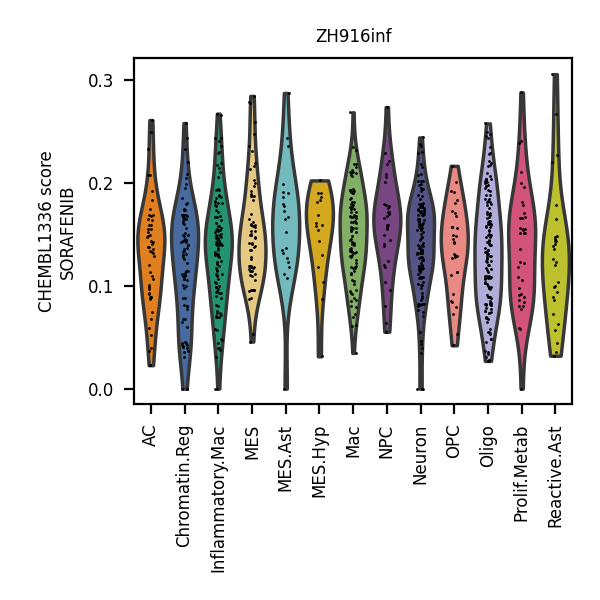 ZH916inf
CHEMBL1336 score
SORAFENIB
0.3
0.2
0.1
0.0
AC
Chromatin.Reg
Inflammatory.Mac
MES
MES.Ast
MES.Hyp
Mac
NPC
Neuron
OPC
Oligo
Prolif.Metab
Reactive.Ast